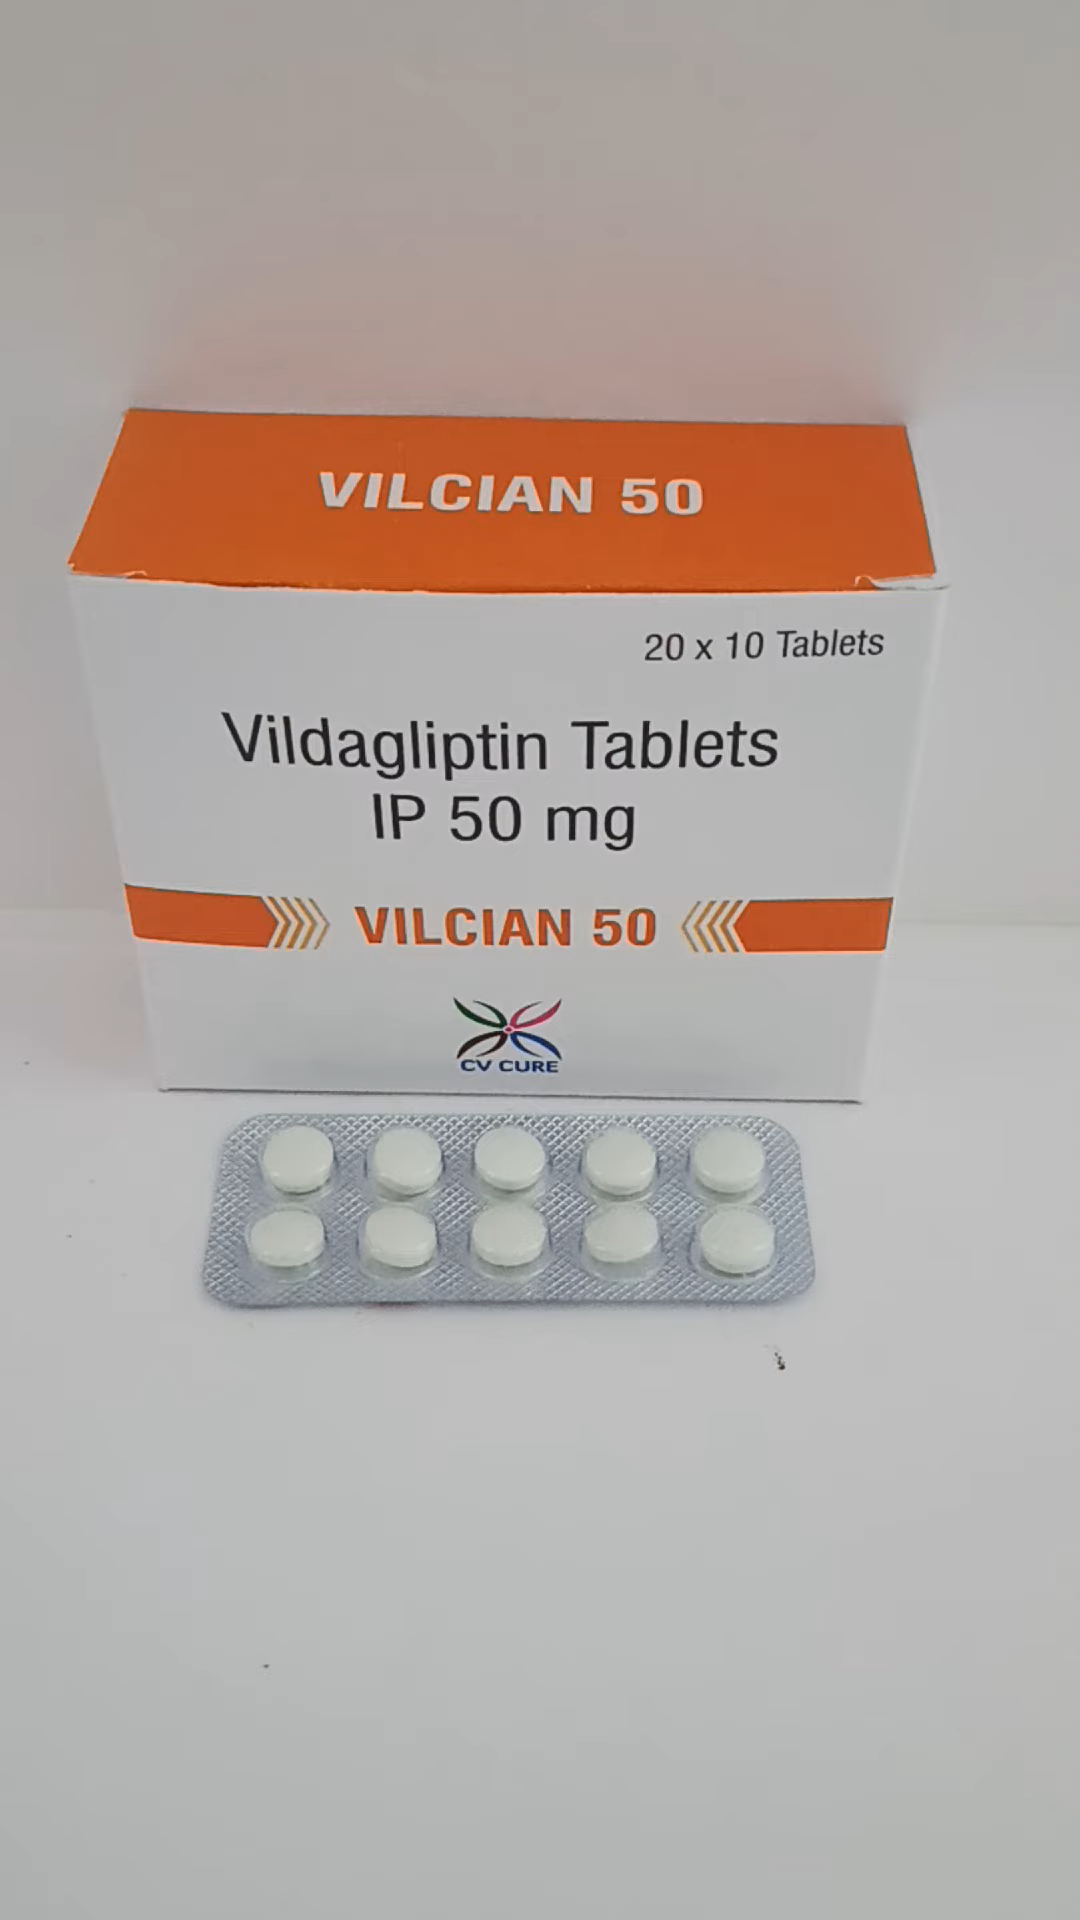 VILCIAN 50
20 x 10 Tablets
Vildagliptin Tablets
IP 50 mg
VILCIAN 50
CV CURE